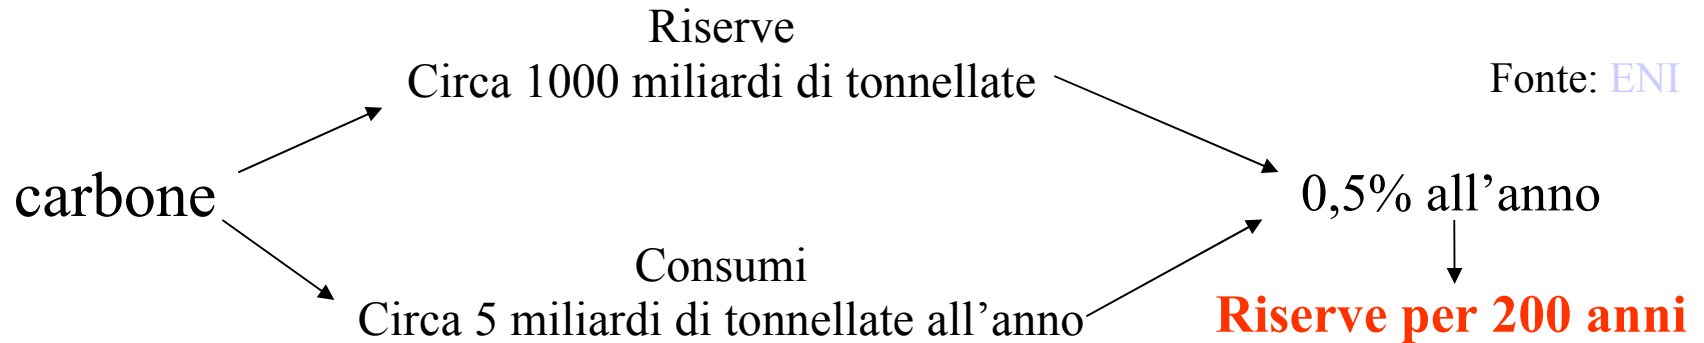 Riserve
Circa 1000 miliardi di tonnellate
Fonte: ENI
carbone
0,5% all’anno
Consumi
Circa 5 miliardi di tonnellate all’anno
Riserve per 200 anni